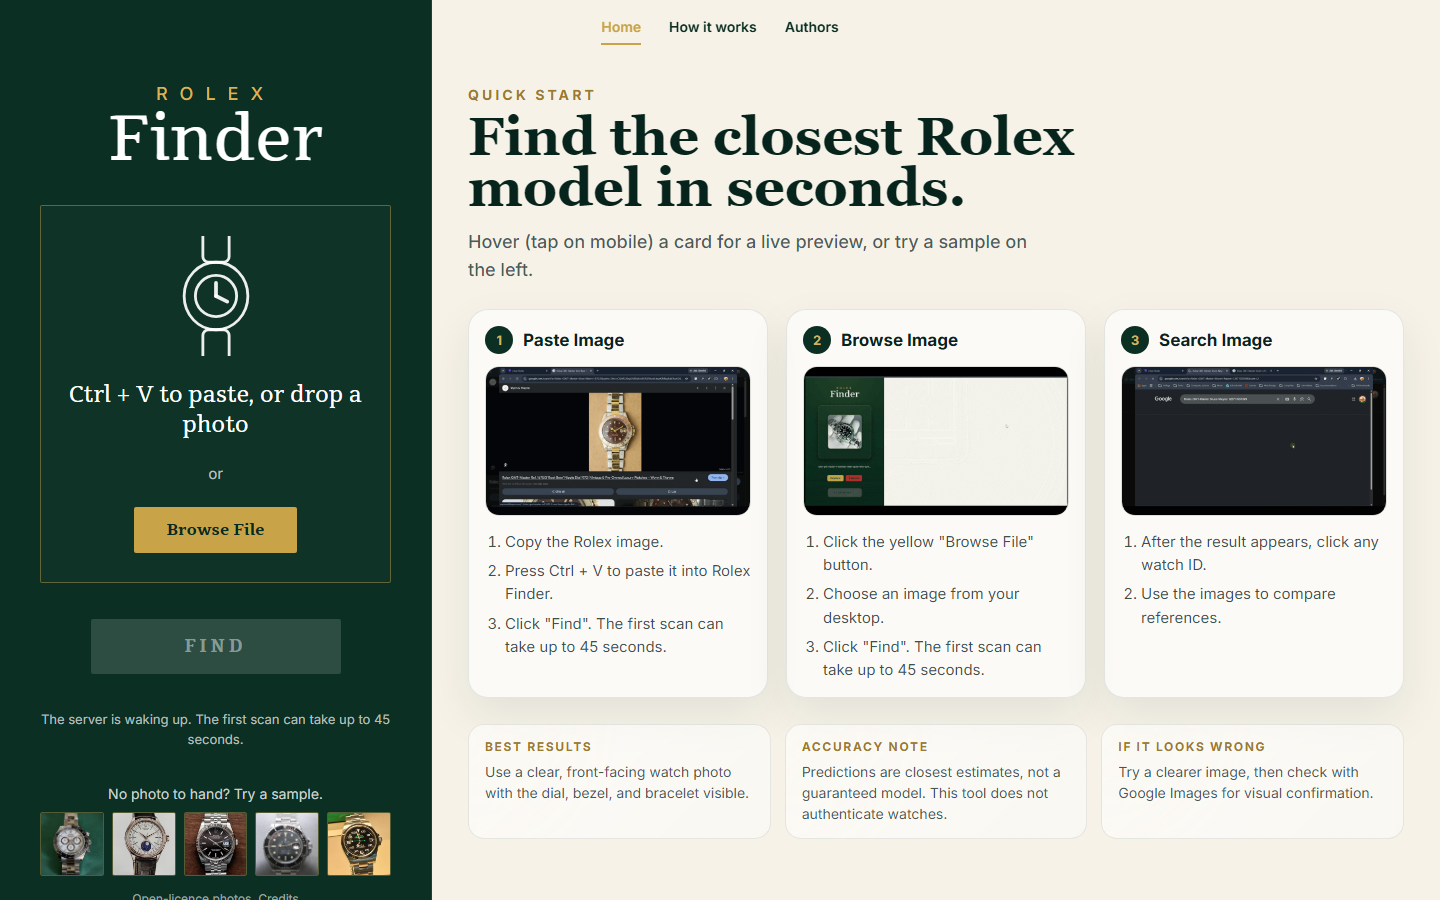 ROLEX
Finder
Ctrl + V to paste, or drop a
photo
or
Browse File
FIND
The server is waking up. The first scan can take up to 45
seconds.
No photo to hand? Try a sample.
Open-licence photos. Credits
Home
How it works
Authors
QUICK START
Find the closest Rolex
model in seconds.
Hover (tap on mobile) a card for a live preview, or try a sample on
the left.
1 Paste Image
1. Copy the Rolex image.
2. Press Ctrl + V to paste it into Rolex
Finder.
3. Click "Find". The first scan can
take up to 45 seconds.
2 Browse Image
Finder
1. Click the yellow "Browse File"
button.
2. Choose an image from your
desktop.
3. Click "Find". The first scan can
take up to 45 seconds.
3 Search Image
Google
1. After the result appears, click any
watch ID.
2. Use the images to compare
references.
BEST RESULTS
Use a clear, front-facing watch photo
with the dial, bezel, and bracelet visible.
ACCURACY NOTE
Predictions are closest estimates, not a
guaranteed model. This tool does not
authenticate watches.
IF IT LOOKS WRONG
Try a clearer image, then check with
Google Images for visual confirmation.